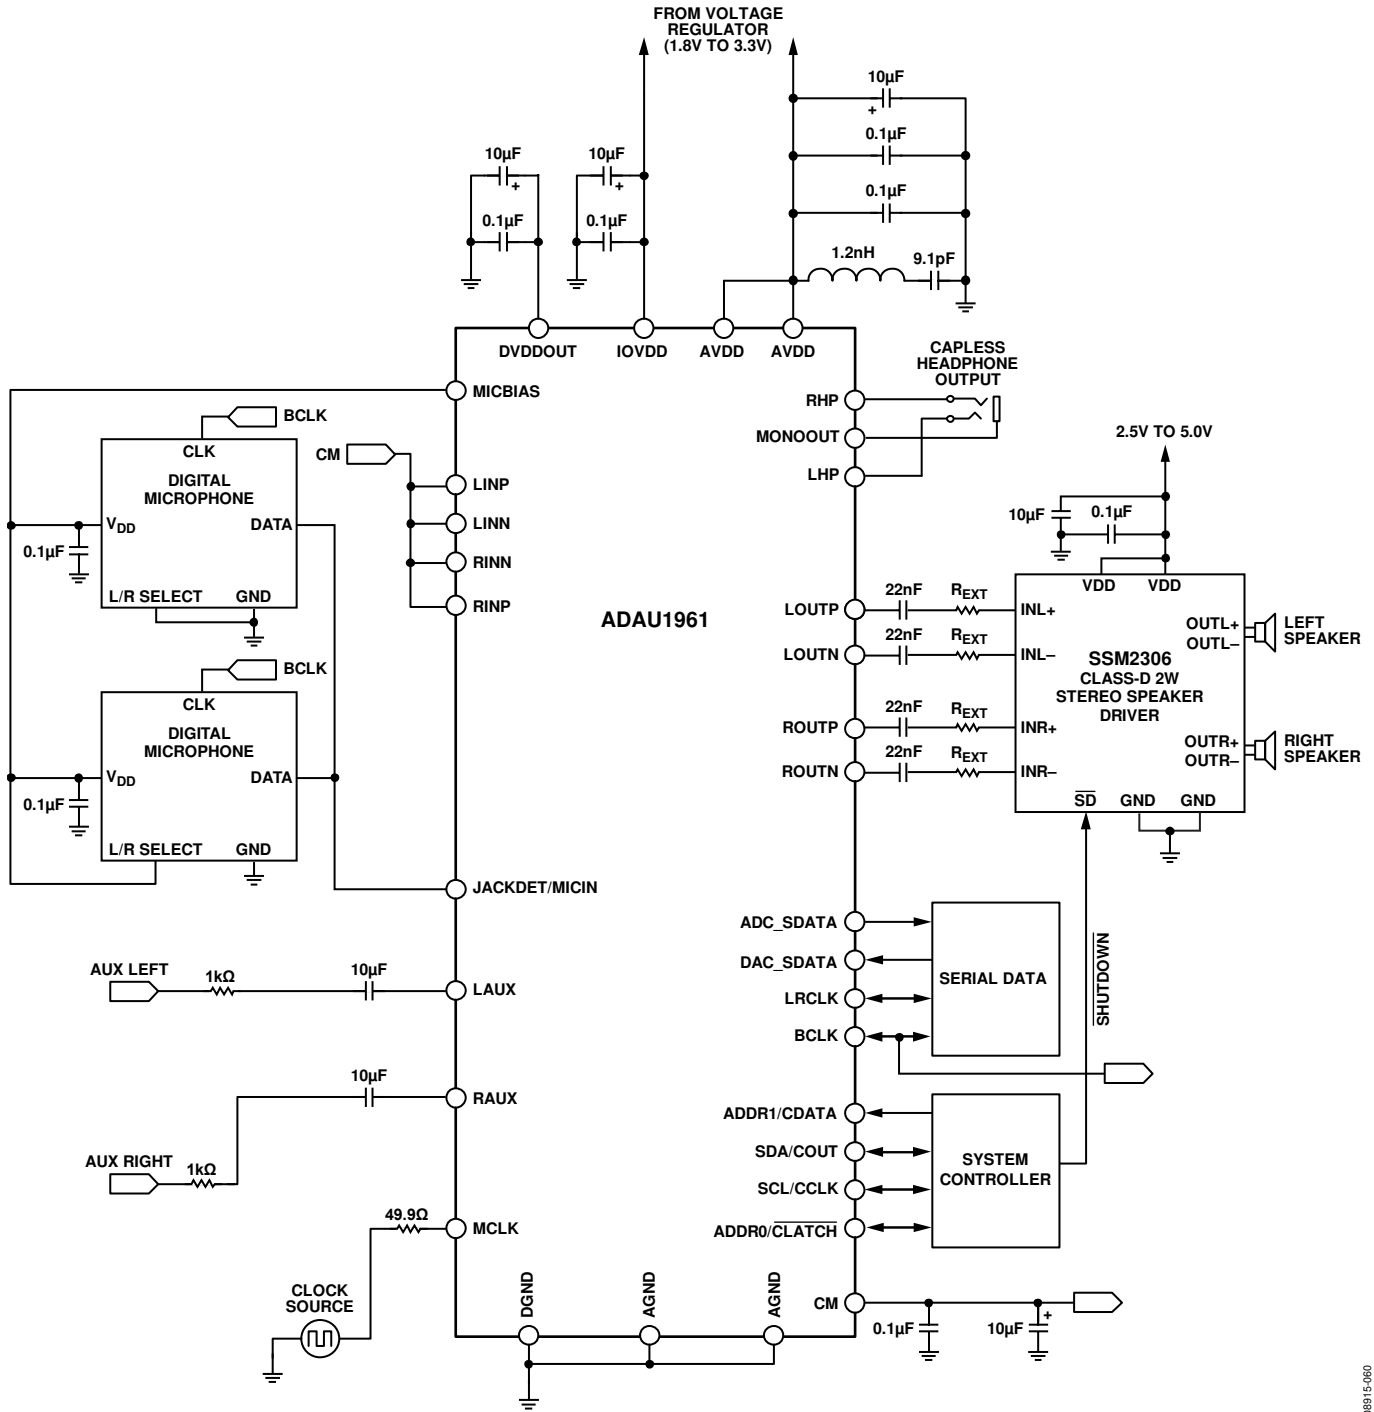 FROM VOLTAGE
REGULATOR
(1.8V TO 3.3V)
10µF
0.1µF
0.1µF
10µF
10µF
0.1µF
0.1µF
1.2nH
9.1pF
DVDDOUT
IOVDD
AVDD
AVDD
CAPLESS
HEADPHONE
OUTPUT
MICBIAS
RHP
BCLK
MONOOUT
CLK
CM
LHP
2.5V TO 5.0V
DIGITAL
MICROPHONE
LINP
VDD
DATA
LINN
10µF
0.1µF
0.1µF
RINN
L/R SELECT
GND
RINP
VDD
VDD
ADAU1961
LOUTP
22nF
REXT
INL+
OUTL+
OUTL–
LEFT
SPEAKER
LOUTN
22nF
REXT
INL–
SSM2306
CLASS-D 2W
STEREO SPEAKER
DRIVER
BCLK
CLK
DIGITAL
MICROPHONE
ROUTP
22nF
REXT
INR+
OUTR+
OUTR–
RIGHT
SPEAKER
VDD
DATA
ROUTN
22nF
REXT
INR–
0.1µF
SD
GND
GND
L/R SELECT
GND
JACKDET/MICIN
ADC_SDATA
DAC_SDATA
SERIAL DATA
LRCLK
BCLK
SHUTDOWN
AUX LEFT
1kΩ
10µF
LAUX
10µF
RAUX
ADDR1/CDATA
SDA/COUT
SYSTEM
CONTROLLER
SCL/CCLK
ADDR0/CLATCH
AUX RIGHT
1kΩ
49.9Ω
MCLK
CLOCK
SOURCE
DGND
AGND
AGND
CM
0.1µF
10µF
08915-060